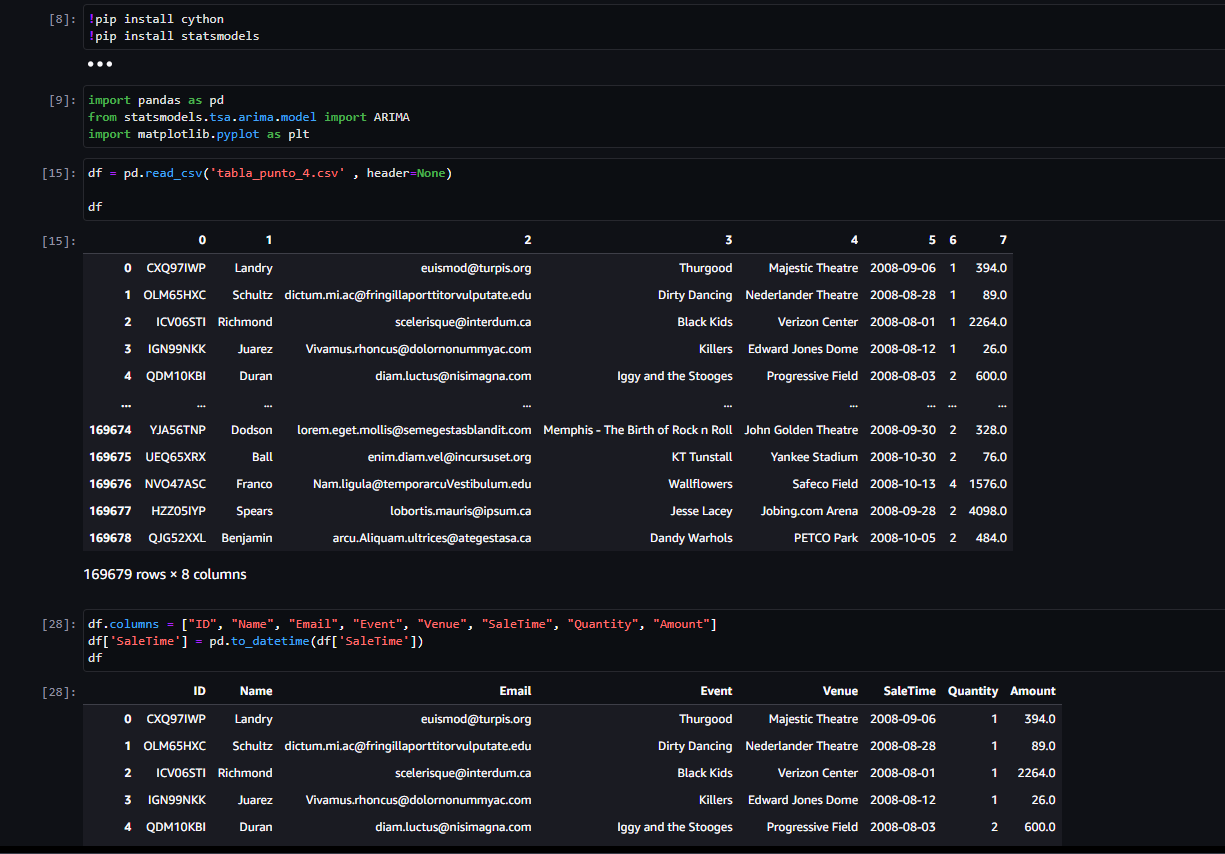 [8]: !pip install cython
!pip install statsmodels
•••
[9]: import pandas as pd
from statsmodels.tsa.arima.model import ARIMA
import matplotlib.pyplot as plt
[15]: df = pd.read_csv('tabla_punto_4.csv' , header=None)
df
[15]: 0 1 2 3 4 5 6 7
0 CXQ97IWP Landry euismod@turpis.org Thurgood Majestic Theatre 2008-09-06 1 394.0
1 OLM65HXC Schultz dictum.mi.ac@fringillaporttitorvulputate.edu Dirty Dancing Nederlander Theatre 2008-08-28 1 89.0
2 ICV06STI Richmond scelerisque@interdum.ca Black Kids Verizon Center 2008-08-01 1 2264.0
3 IGN99NKK Juarez Vivamus.rhoncus@dolornonummyac.com Killers Edward Jones Dome 2008-08-12 1 26.0
4 QDM10KBI Duran diam.luctus@nisimagna.com Iggy and the Stooges Progressive Field 2008-08-03 2 600.0
... ... ... ... ... ... ... ... ...
169674 YJA56TNP Dodson lorem.eget.mollis@semegestasblandit.com Memphis - The Birth of Rock n Roll John Golden Theatre 2008-09-30 2 328.0
169675 UEQ65XRX Ball enim.diam.vel@incursuset.org KT Tunstall Yankee Stadium 2008-10-30 2 76.0
169676 NVO47ASC Franco Nam.ligula@temporarcuVestibulum.edu Wallflowers Safeco Field 2008-10-13 4 1576.0
169677 HZZ05IYP Spears lobortis.mauris@ipsum.ca Jesse Lacey Jobing.com Arena 2008-09-28 2 4098.0
169678 QJG52XXL Benjamin arcu.Aliquam.ultrices@ategestasa.ca Dandy Warhols PETCO Park 2008-10-05 2 484.0
169679 rows × 8 columns
[28]: df.columns = ["ID", "Name", "Email", "Event", "Venue", "SaleTime", "Quantity", "Amount"]
df['SaleTime'] = pd.to_datetime(df['SaleTime'])
df
[28]: ID Name Email Event Venue SaleTime Quantity Amount
0 CXQ97IWP Landry euismod@turpis.org Thurgood Majestic Theatre 2008-09-06 1 394.0
1 OLM65HXC Schultz dictum.mi.ac@fringillaporttitorvulputate.edu Dirty Dancing Nederlander Theatre 2008-08-28 1 89.0
2 ICV06STI Richmond scelerisque@interdum.ca Black Kids Verizon Center 2008-08-01 1 2264.0
3 IGN99NKK Juarez Vivamus.rhoncus@dolornonummyac.com Killers Edward Jones Dome 2008-08-12 1 26.0
4 QDM10KBI Duran diam.luctus@nisimagna.com Iggy and the Stooges Progressive Field 2008-08-03 2 600.0